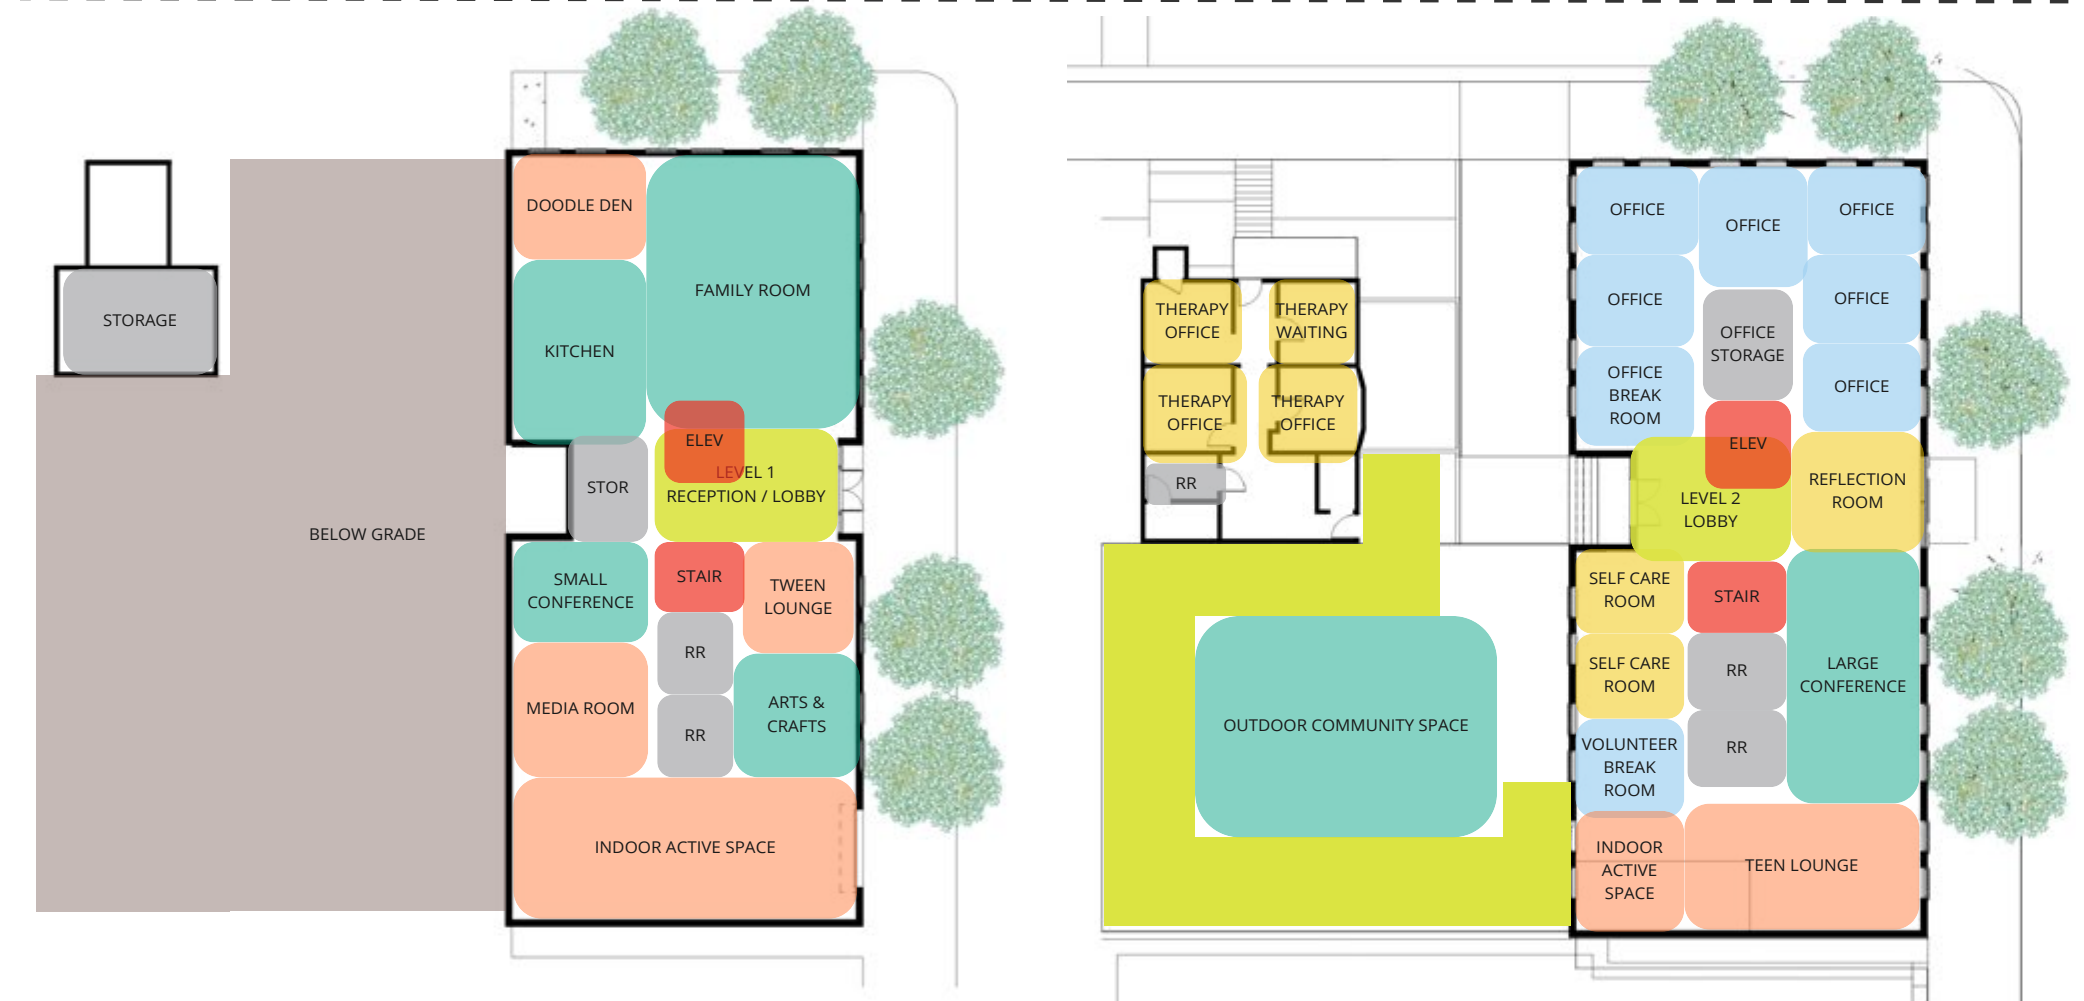 STORAGE
BELOW GRADE
DOODLE DEN
FAMILY ROOM
KITCHEN
ELEV
STOR
LEVEL 1
RECEPTION / LOBBY
SMALL
CONFERENCE
STAIR
TWEEN
LOUNGE
RR
MEDIA ROOM
RR
ARTS &
CRAFTS
INDOOR ACTIVE SPACE
THERAPY
OFFICE
THERAPY
WAITING
THERAPY
OFFICE
THERAPY
OFFICE
RR
OUTDOOR COMMUNITY SPACE
OFFICE
OFFICE
OFFICE
OFFICE
OFFICE
STORAGE
OFFICE
OFFICE
BREAK
ROOM
OFFICE
ELEV
LEVEL 2
LOBBY
REFLECTION
ROOM
SELF CARE
ROOM
STAIR
SELF CARE
ROOM
RR
LARGE
CONFERENCE
VOLUNTEER
BREAK
ROOM
RR
INDOOR
ACTIVE
SPACE
TEEN LOUNGE